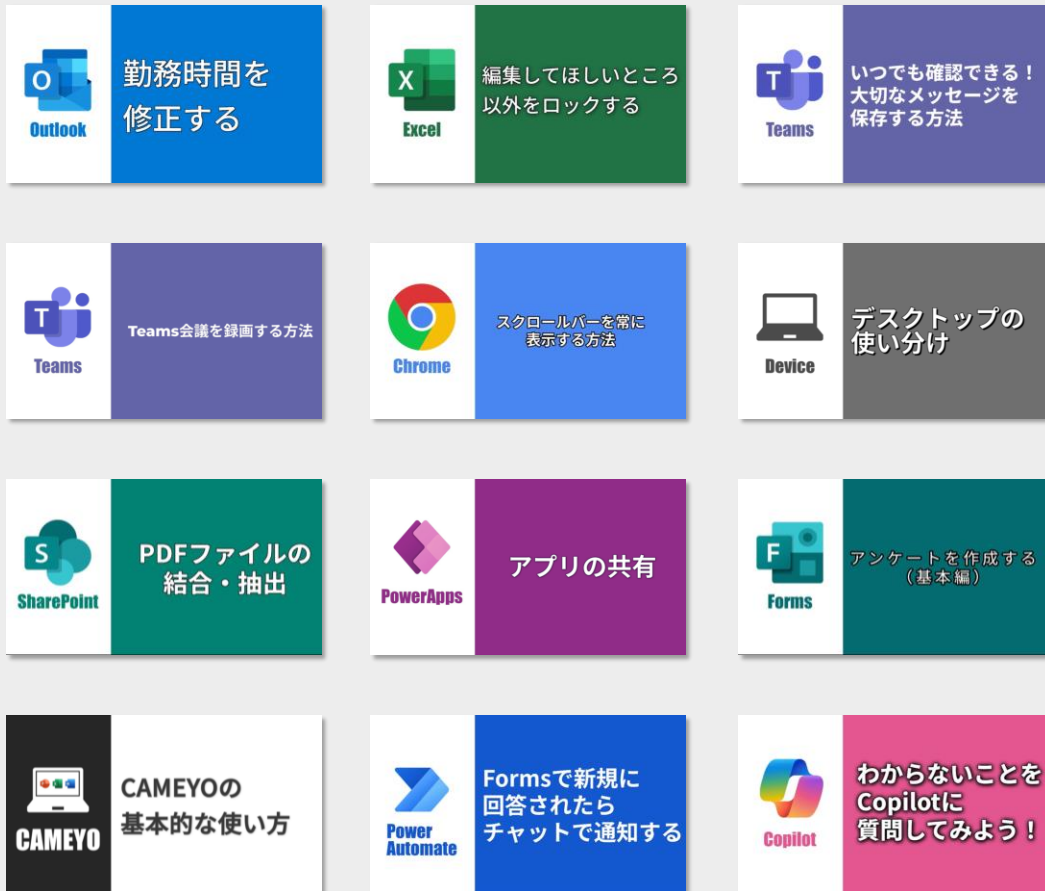 O
Outlook
勤務時間を
修正する
X
Excel
編集してほしいところ
以外をロックする
T
Teams
いつでも確認できる！
大切なメッセージを
保存する方法
T
Teams
Teams会議を録画する方法
Chrome
スクロールバーを常に
表示する方法
Device
デスクトップの
使い分け
S
SharePoint
PDFファイルの
結合・抽出
PowerApps
アプリの共有
F
Forms
アンケートを作成する
（基本編）
CAMEYO
CAMEYOの
基本的な使い方
Power
Automate
Formsで新規に
回答されたら
チャットで通知する
Copilot
わからないことを
Copilotに
質問してみよう！